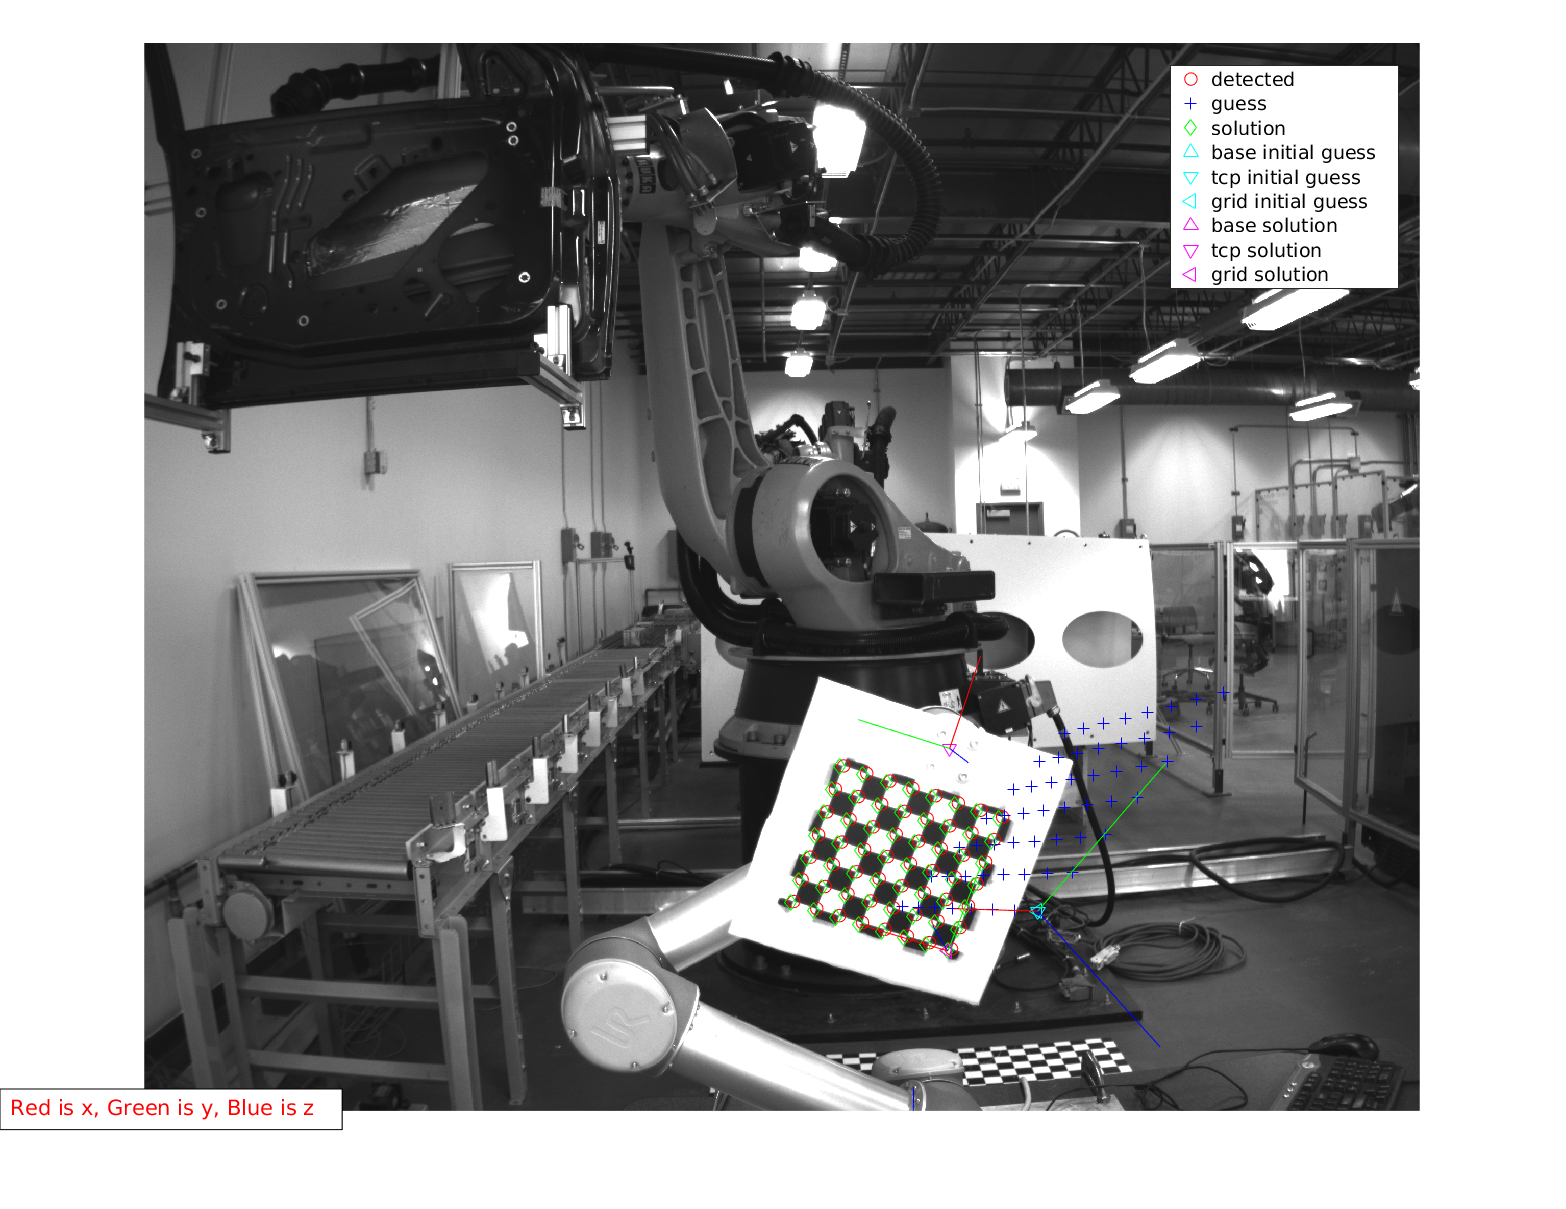 detected
guess
solution
base initial guess
tcp initial guess
grid initial guess
base solution
tcp solution
grid solution
Red is x, Green is y, Blue is z